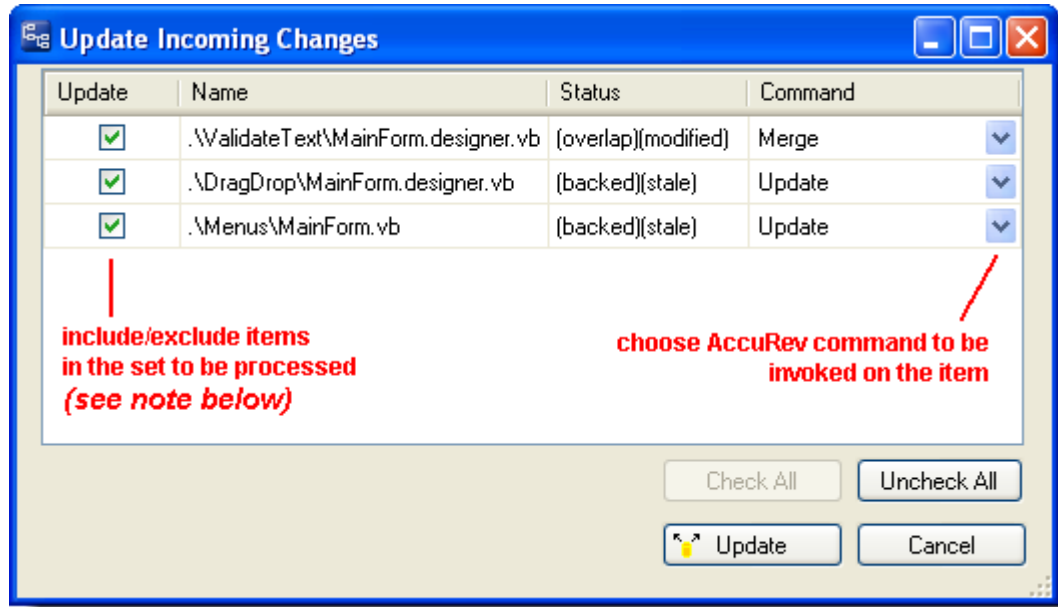 Update Incoming Changes
Update Name Status Command
.\ValidateText\MainForm.designer.vb (overlap)(modified) Merge
.\DragDrop\MainForm.designer.vb (backed)(stale) Update
.\Menus\MainForm.vb (backed)(stale) Update
include/exclude items
in the set to be processed
(see note below)
choose AccuRev command to be
invoked on the item
Check All Uncheck All
Update Cancel